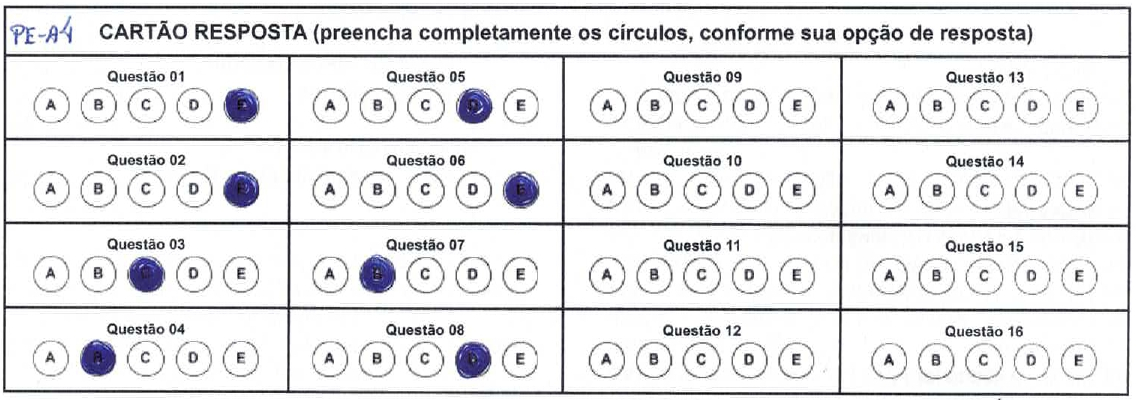 PE-A4 CARTÃO RESPOSTA (preencha completamente os círculos, conforme sua opção de resposta)
Questão 01 Questão 05 Questão 09 Questão 13
A B C D E A B C D E A B C D E A B C D E
Questão 02 Questão 06 Questão 10 Questão 14
A B C D E A B C D E A B C D E A B C D E
Questão 03 Questão 07 Questão 11 Questão 15
A B C D E A B C D E A B C D E A B C D E
Questão 04 Questão 08 Questão 12 Questão 16
A B C D E A B C D E A B C D E A B C D E